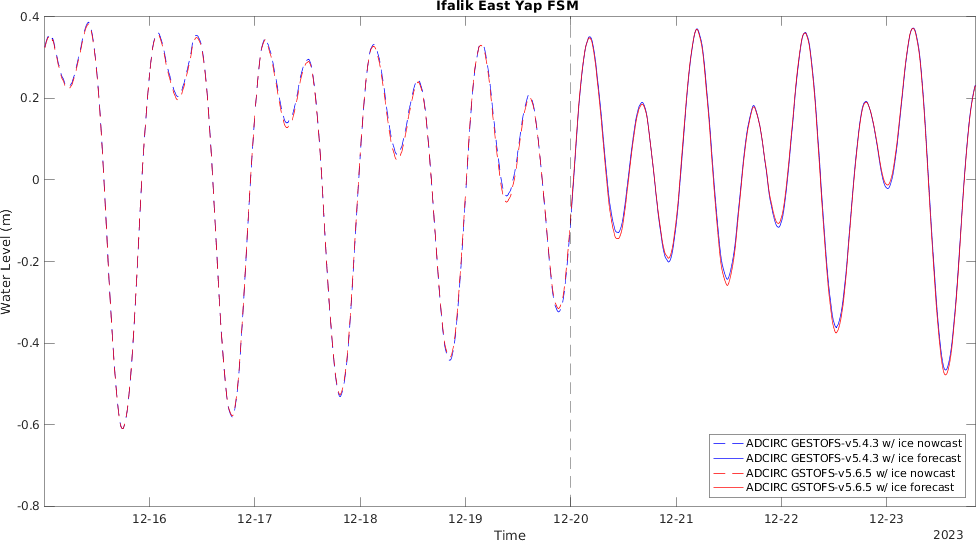 Ifalik East Yap FSM
0.4
0.2
0
-0.2
-0.4
-0.6
-0.8
Water Level (m)
12-16
12-17
12-18
12-19
12-20
12-21
12-22
12-23
Time
2023
ADCIRC GESTOFS-v5.4.3 w/ ice nowcast
ADCIRC GESTOFS-v5.4.3 w/ ice forecast
ADCIRC GSTOFS-v5.6.5 w/ ice nowcast
ADCIRC GSTOFS-v5.6.5 w/ ice forecast